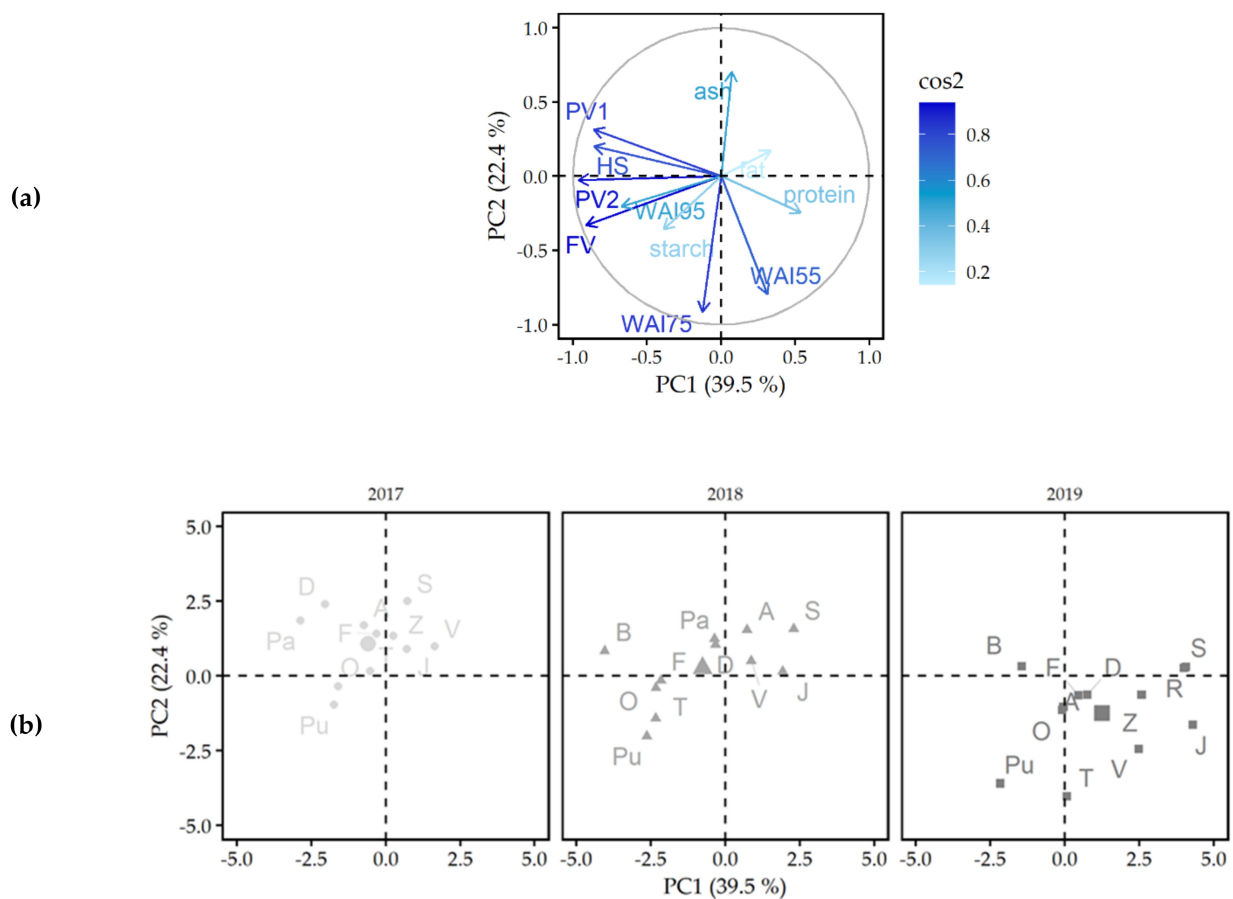 (a)
PC2 (22.4 %)
1.0
0.5
0.0
-0.5
-1.0
ash
PV1
HS
fat
PV2
WAI95
protein
FV
starch
WAI55
WAI75
-1.0 -0.5 0.0 0.5 1.0
PC1 (39.5 %)
cos2
0.8
0.6
0.4
0.2
(b)
PC2 (22.4 %)
5.0
2.5
0.0
-2.5
-5.0
2017
D
S
A
Pa
F
Z
V
T
O
J
Pu
-5.0 -2.5 0.0 2.5 5.0
2018
A
S
B
Pa
F
D
O
T
V
J
Pu
-5.0 -2.5 0.0 2.5 5.0
2019
B
F
D
S
A
R
O
Z
J
Pu
T
V
-5.0 -2.5 0.0 2.5 5.0
PC1 (39.5 %)